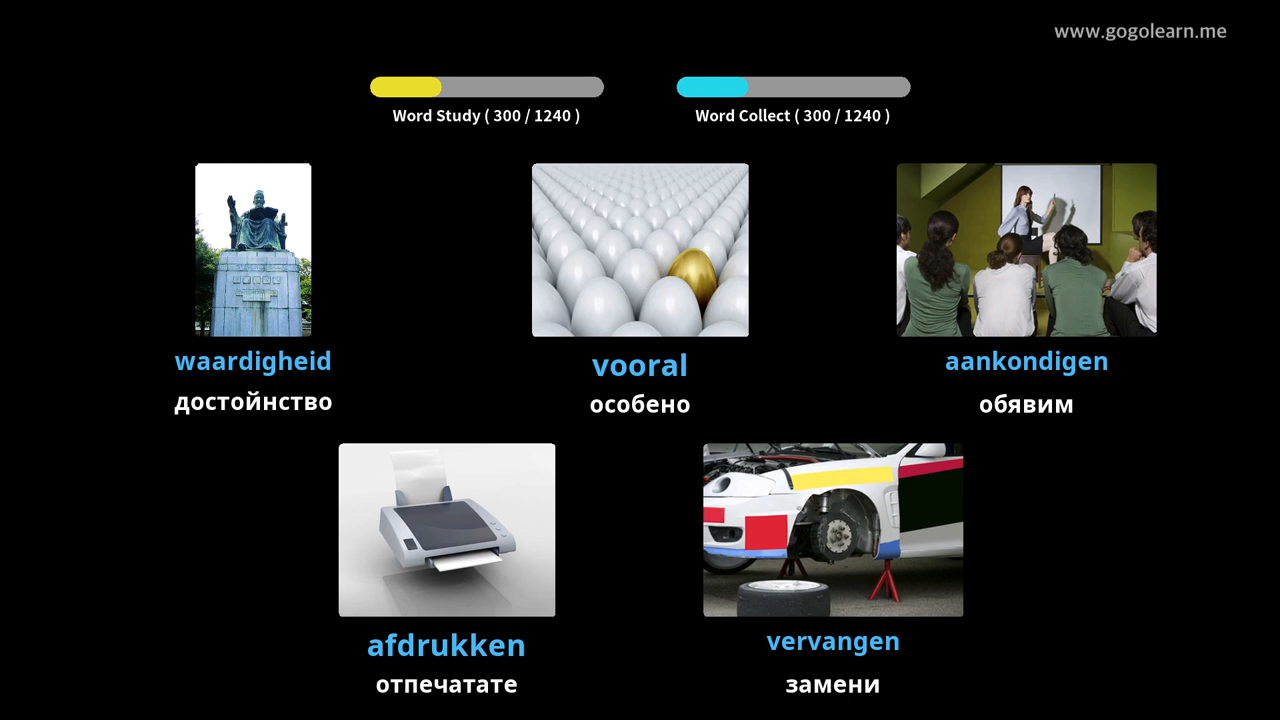 www.gogolearn.me
Word Study ( 300 / 1240 )
Word Collect ( 300 / 1240 )
waardigheid
достойнство
vooral
особено
aankondigen
обявим
afdrukken
отпечатате
vervangen
замени